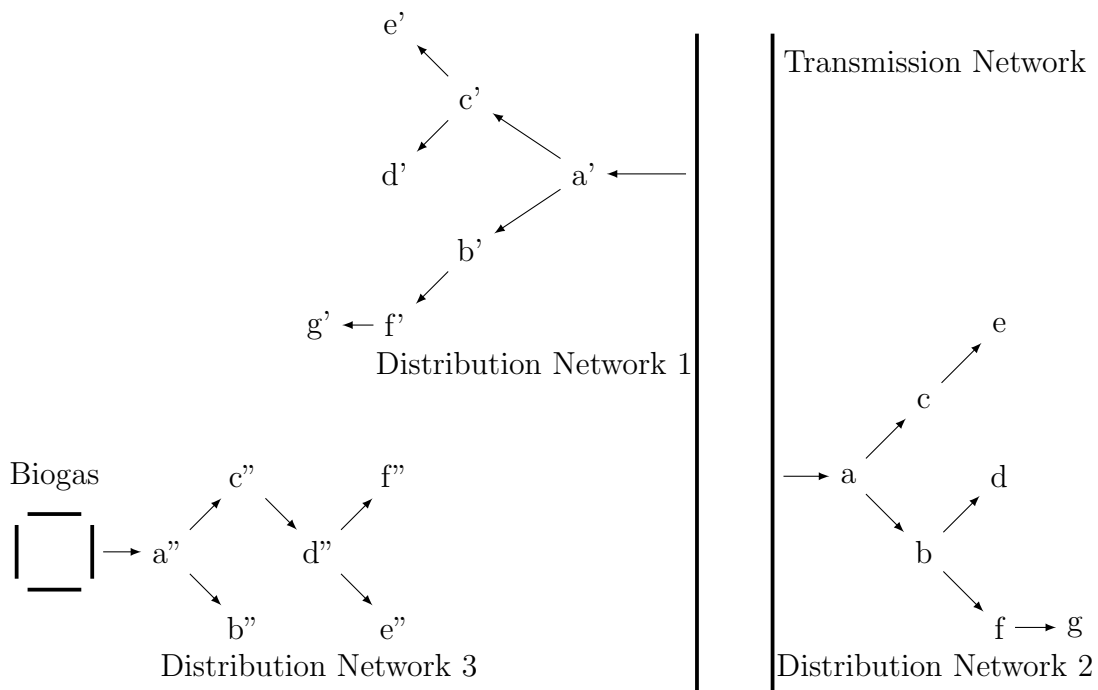 e'
Transmission Network
c'
d'
a'
b'
g'
f'
e
Distribution Network 1
c
Biogas
c"
f"
a
d
a"
d"
b
b"
e"
f
g
Distribution Network 3
Distribution Network 2